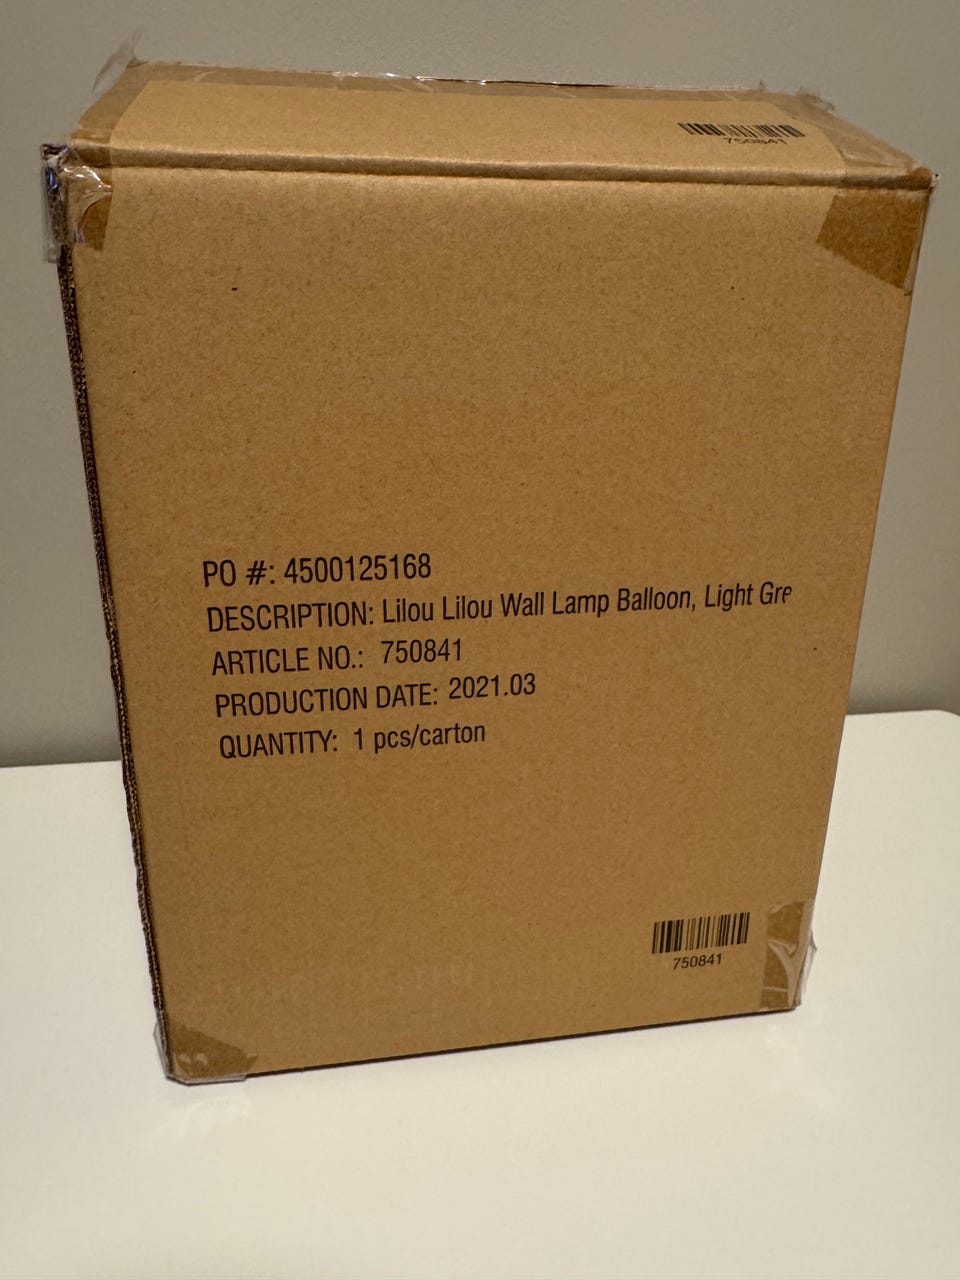 750841
PO #: 4500125168
DESCRIPTION: Lilou Lilou Wall Lamp Balloon, Light Gre
ARTICLE NO.: 750841
PRODUCTION DATE: 2021.03
QUANTITY: 1 pcs/carton
750841